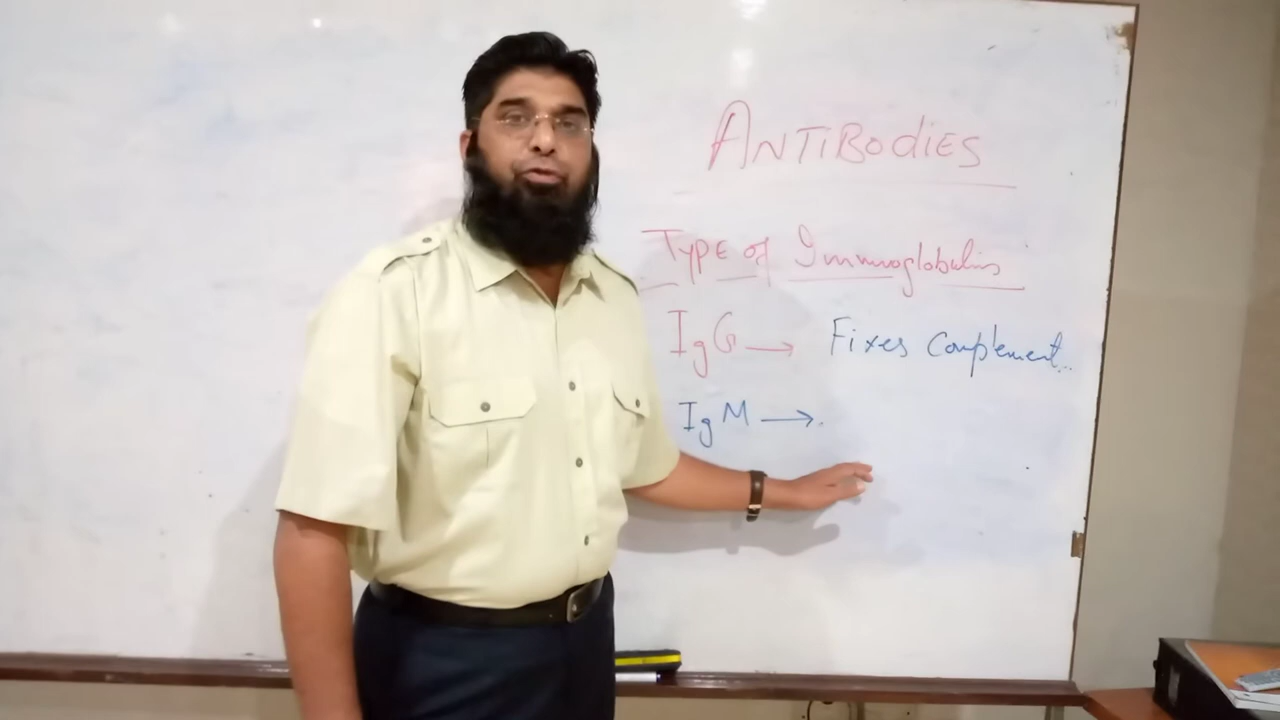 ANTIBodiES
TYPE of Immunoglobulins
IgG → Fixes Complement...
IgM →